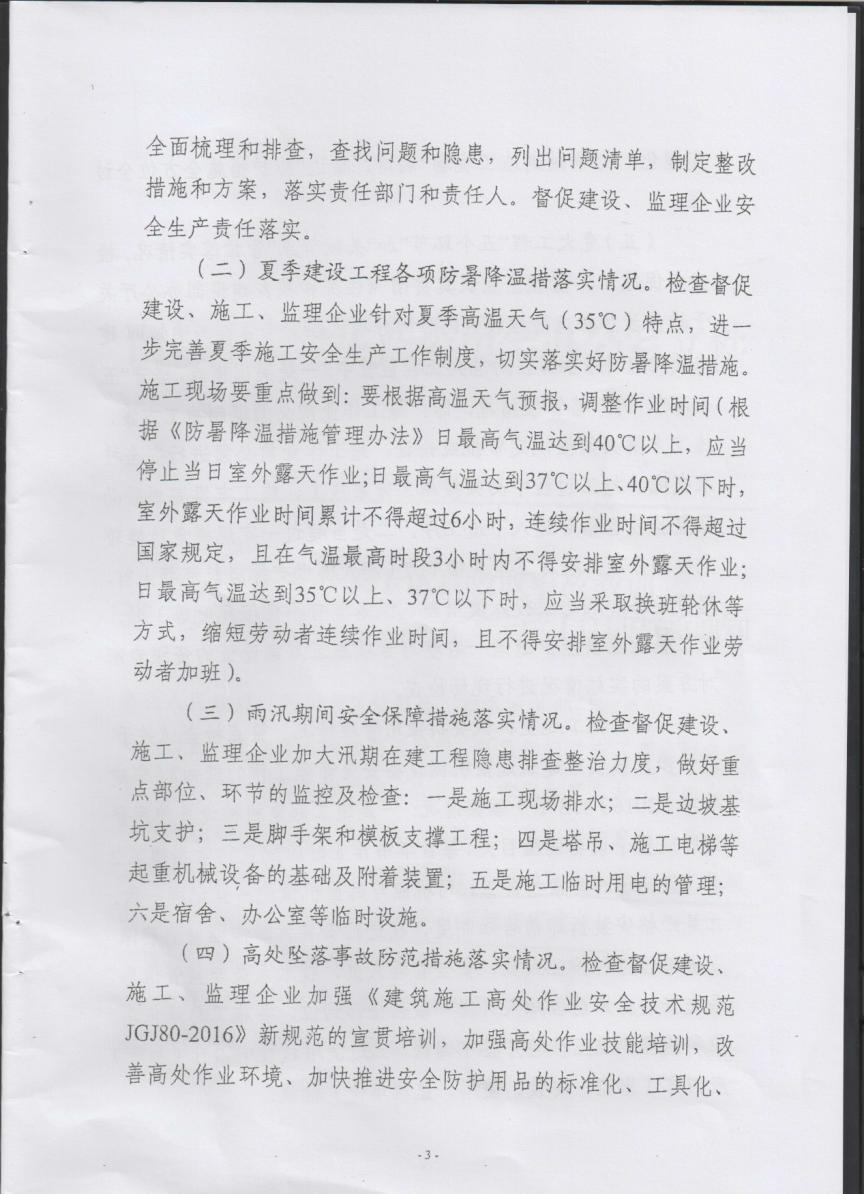 全面梳理和排查，查找问题和隐患，列出问题清单，制定整改
措施和方案，落实责任部门和责任人。督促建设、监理企业安
全生产责任落实。
（二）夏季建设工程各项防暑降温措落实情况。检查督促
建设、施工、监理企业针对夏季高温天气（35℃）特点，进一
步完善夏季施工安全生产工作制度，切实落实好防暑降温措施。
施工现场要重点做到：要根据高温天气预报，调整作业时间（根
据《防暑降温措施管理办法》日最高气温达到40℃以上，应当
停止当日室外露天作业;日最高气温达到37℃以上、40℃以下时，
室外露天作业时间累计不得超过6小时，连续作业时间不得超过
国家规定，且在气温最高时段3小时内不得安排室外露天作业;
日最高气温达到35℃以上、37℃以下时，应当采取换班轮休等
方式，缩短劳动者连续作业时间，且不得安排室外露天作业劳
动者加班）。
（三）雨汛期间安全保障措施落实情况。检查督促建设、
施工、监理企业加大汛期在建工程隐患排查整治力度，做好重
点部位、环节的监控及检查：一是施工现场排水；二是边坡基
坑支护；三是脚手架和模板支撑工程；四是塔吊、施工电梯等
起重机械设备的基础及附着装置；五是施工临时用电的管理；
六是宿舍、办公室等临时设施。
（四）高处坠落事故防范措施落实情况。检查督促建设、
施工、监理企业加强《建筑施工高处作业安全技术规范
JGJ80-2016》新规范的宣贯培训，加强高处作业技能培训，改
善高处作业环境、加快推进安全防护用品的标准化、工具化、
-3-